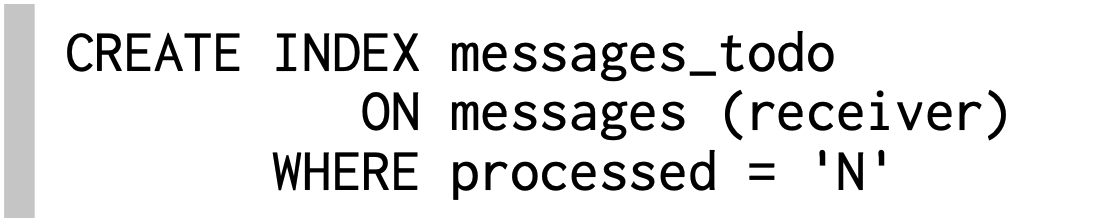 CREATE INDEX messages_todo
ON messages (receiver)
WHERE processed = 'N'